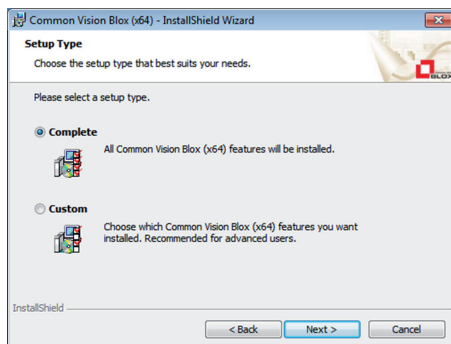 Common Vision Blox (x64) - InstallShield Wizard
Setup Type
Choose the setup type that best suits your needs.
BLOX
Please select a setup type.
Complete
All Common Vision Blox (x64) features will be installed.
Custom
Choose which Common Vision Blox (x64) features you want
installed. Recommended for advanced users.
InstallShield
< Back
Next >
Cancel